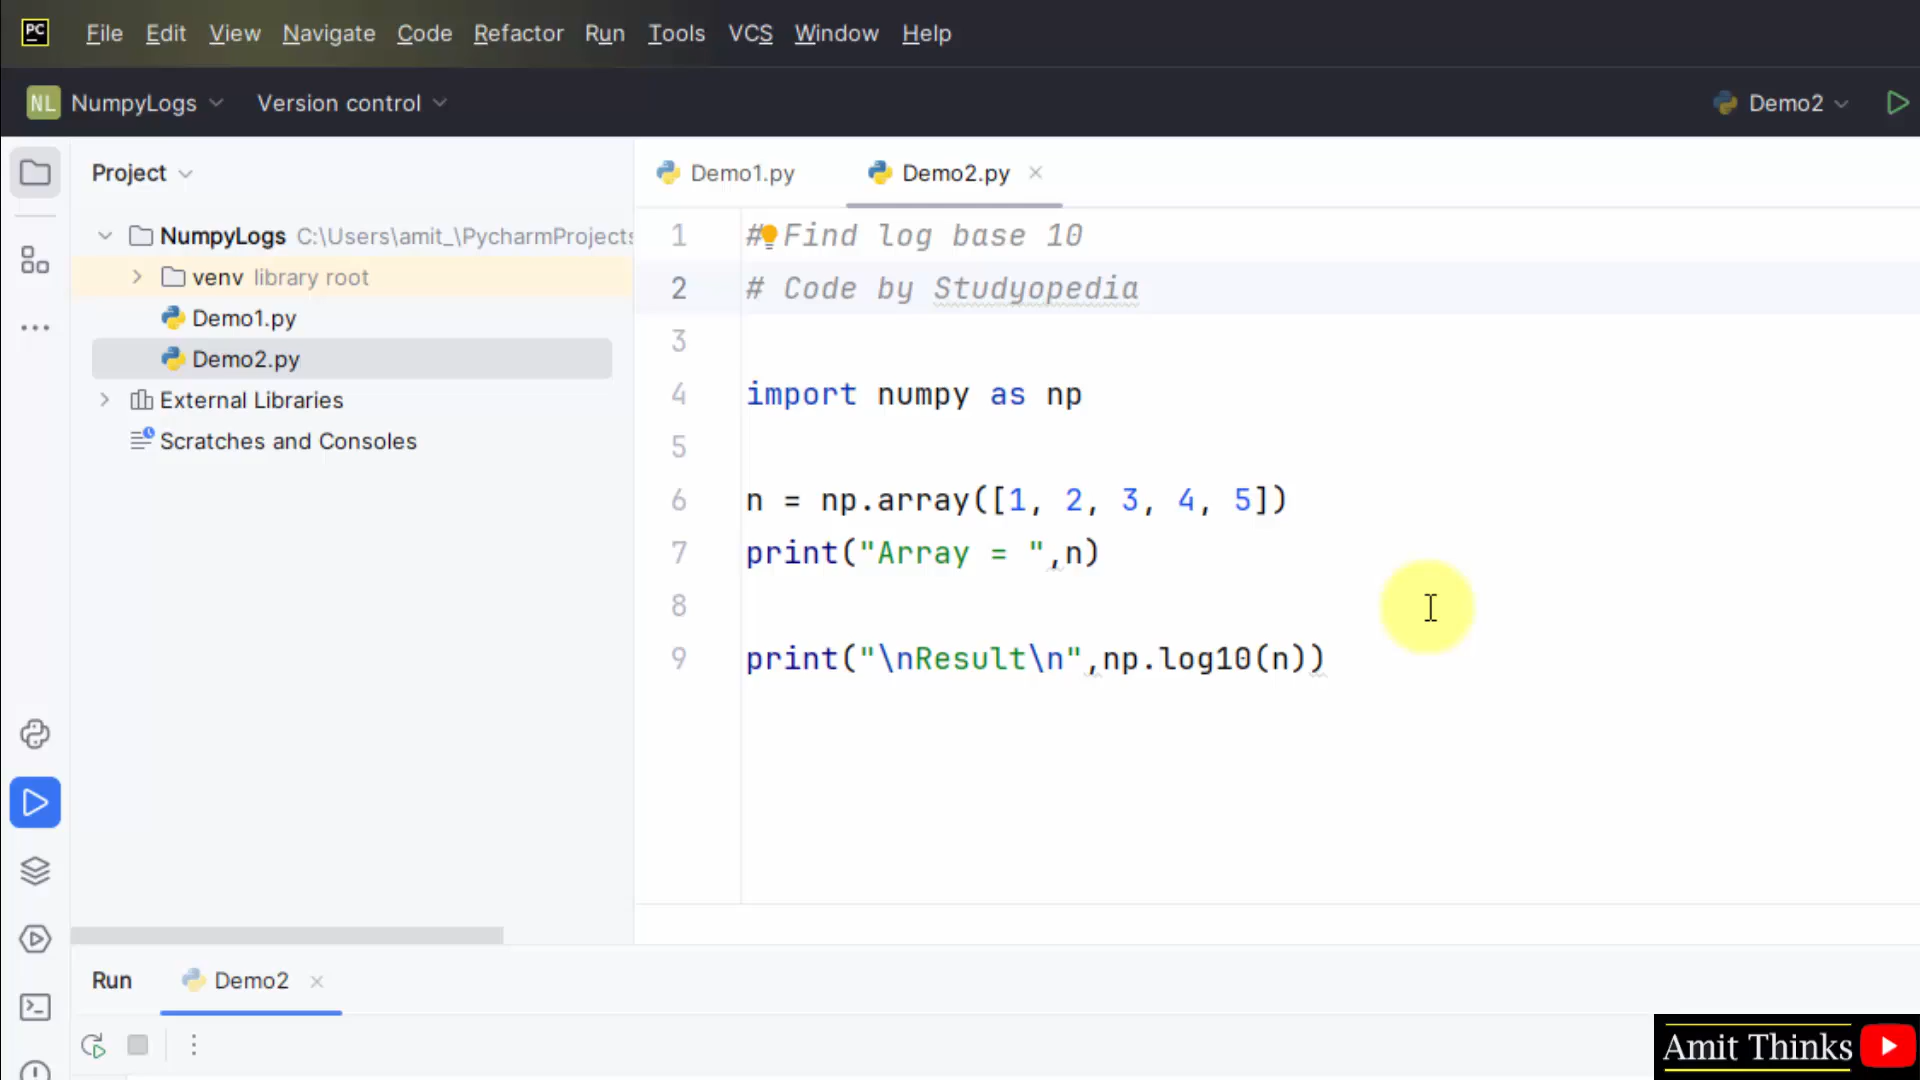 PC File Edit View Navigate Code Refactor Run Tools VCS Window Help
NL NumpyLogs Version control Demo2
Project
Demo1.py Demo2.py
NumpyLogs C:\Users\amit_\PycharmProjects
venv library root
Demo1.py
Demo2.py
External Libraries
Scratches and Consoles
1 # Find log base 10
2 # Code by Studyopedia
3
4 import numpy as np
5
6 n = np.array([1, 2, 3, 4, 5])
7 print("Array = ",n)
8
9 print("\nResult\n",np.log10(n))
Run Demo2
Amit Thinks